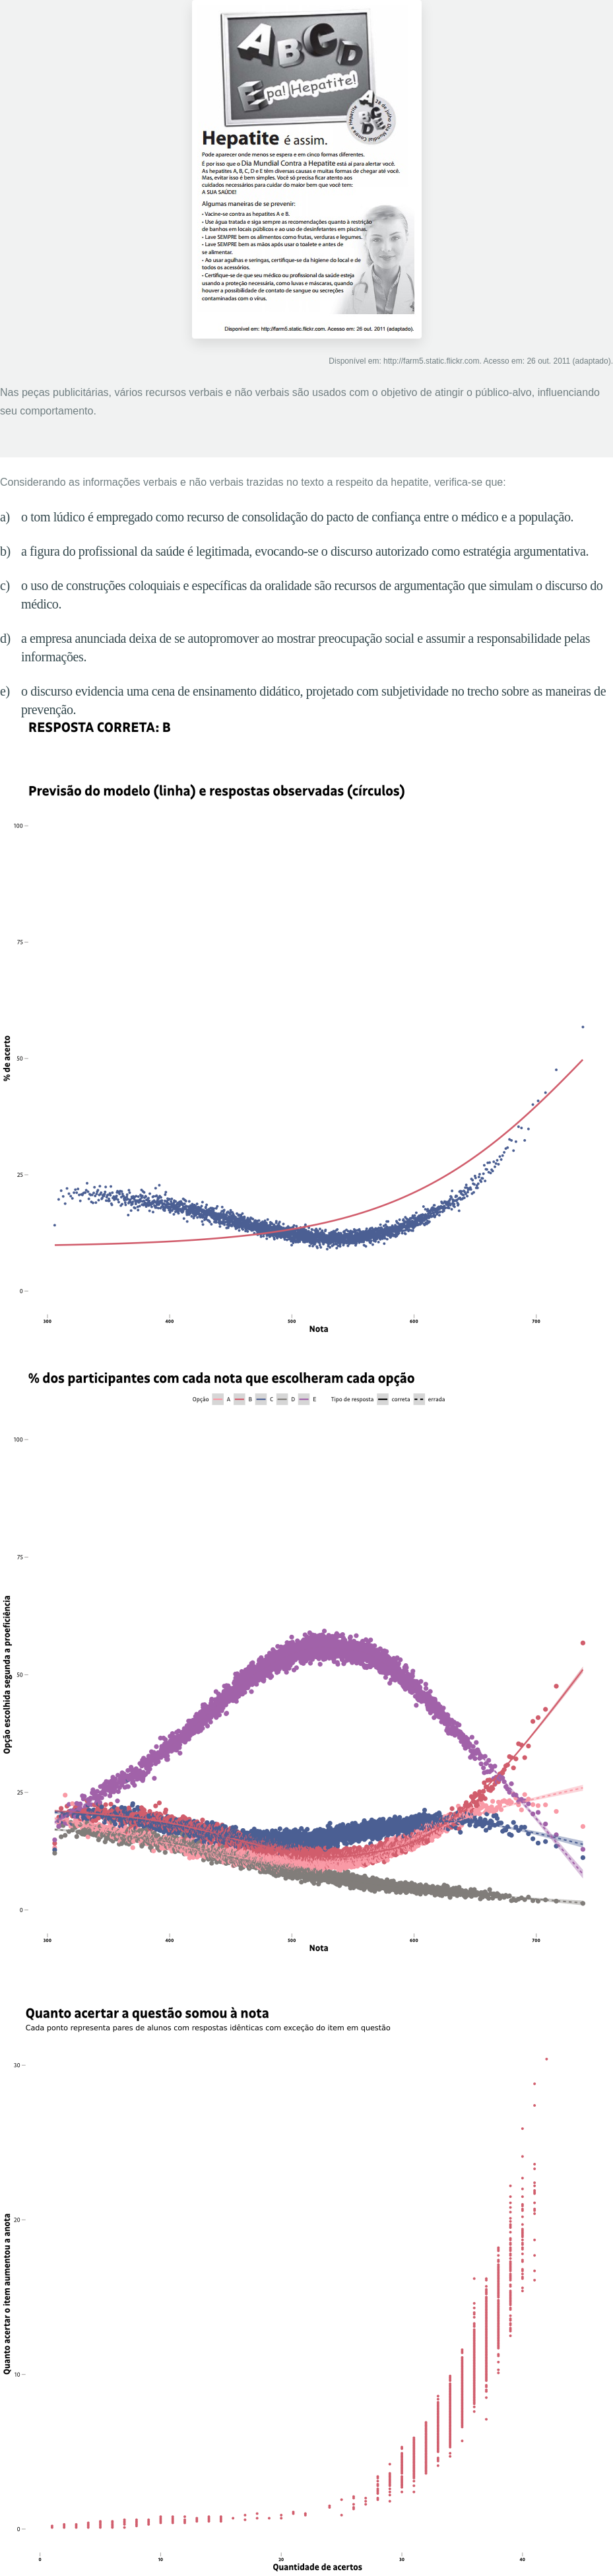 ABCD
Epa! Hepatite!
Hepatite é assim.
Pode aparecer onde menos se espera e em cinco formas diferentes.
E por isso que o Dia Mundial Contra a Hepatite está aí para alertar você.
As hepatites A, B, C, D e E têm diversas causas e muitas formas de chegar até você.
Mas, evitar isso é bem simples. Você só precisa ficar atento aos
cuidados necessários para cuidar do maior bem que você tem:
A SUA SAÚDE!
Algumas maneiras de se prevenir:
• Vacine-se contra as hepatites A e B.
• Use água tratada e siga sempre as recomendações quanto à restrição
de banhos em locais públicos e ao uso de desinfetantes em piscinas.
• Lave SEMPRE bem os alimentos como frutas, verduras e legumes.
• Lave SEMPRE bem as mãos após usar o toalete e antes de
se alimentar.
• Ao usar agulhas e seringas, certifique-se da higiene do local e de
todos os acessórios.
• Certifique-se de que seu médico ou profissional da saúde esteja
usando a proteção necessária, como luvas e máscaras, quando
houver a possibilidade de contato de sangue ou secreções
contaminadas com o vírus.
Disponível em: http://farm5.static.flickr.com. Acesso em: 26 out. 2011 (adaptado).
Disponível em: http://farm5.static.flickr.com. Acesso em: 26 out. 2011 (adaptado).
Nas peças publicitárias, vários recursos verbais e não verbais são usados com o objetivo de atingir o público-alvo, influenciando
seu comportamento.
Considerando as informações verbais e não verbais trazidas no texto a respeito da hepatite, verifica-se que:
a) o tom lúdico é empregado como recurso de consolidação do pacto de confiança entre o médico e a população.
b) a figura do profissional da saúde é legitimada, evocando-se o discurso autorizado como estratégia argumentativa.
c) o uso de construções coloquiais e específicas da oralidade são recursos de argumentação que simulam o discurso do
médico.
d) a empresa anunciada deixa de se autopromover ao mostrar preocupação social e assumir a responsabilidade pelas
informações.
e) o discurso evidencia uma cena de ensinamento didático, projetado com subjetividade no trecho sobre as maneiras de
prevenção.
RESPOSTA CORRETA: B
Previsão do modelo (linha) e respostas observadas (círculos)
100
75
50
25
0
% de acerto
300 400 500 600 700
Nota
% dos participantes com cada nota que escolheram cada opção
Opção A B C D E Tipo de resposta correta errada
100
75
50
25
0
Opção escolhida segunda a proeficiência
300 400 500 600 700
Nota
Quanto acertar a questão somou à nota
Cada ponto representa pares de alunos com respostas idênticas com exceção do item em questão
30
20
10
0
Quanto acertar o item aumentou a anota
0 10 20 30 40
Quantidade de acertos